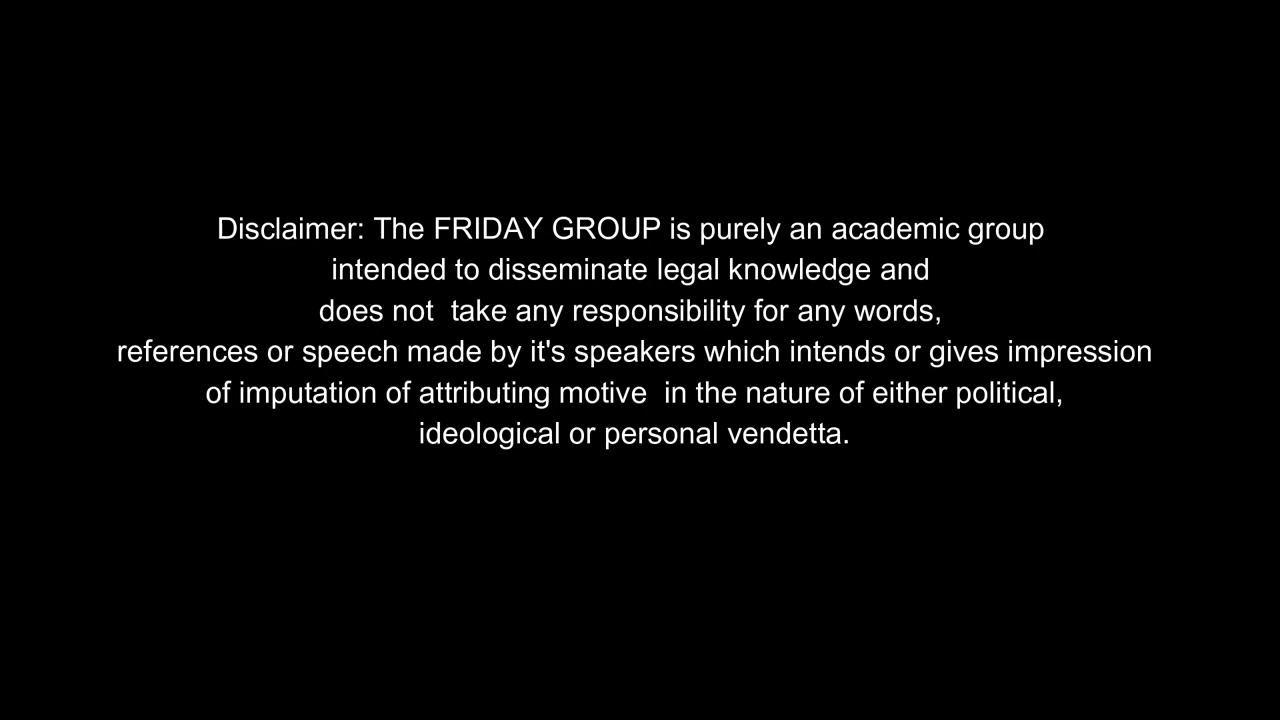 Disclaimer: The FRIDAY GROUP is purely an academic group
intended to disseminate legal knowledge and
does not  take any responsibility for any words,
references or speech made by it's speakers which intends or gives impression
of imputation of attributing motive  in the nature of either political,
ideological or personal vendetta.